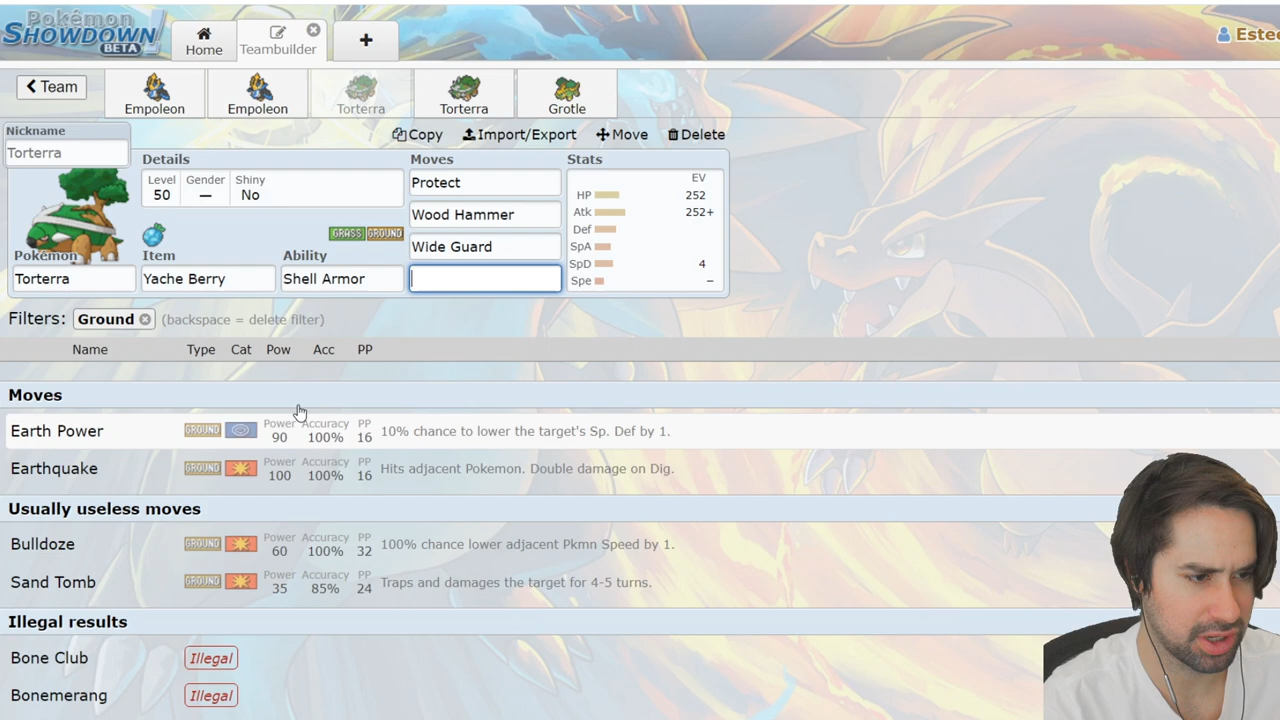 Pokémon
SHOWDOWN
BETA
Home
Teambuilder
+
Estee
Team
Empoleon
Empoleon
Torterra
Torterra
Grotle
Copy
Import/Export
Move
Delete
Nickname
Torterra
Details
Level
50
Gender
—
Shiny
No
Moves
Protect
Wood Hammer
Wide Guard
Stats
EV
HP 252
Atk 252+
Def
SpA
SpD 4
Spe –
GRASS GROUND
Pokémon
Torterra
Item
Yache Berry
Ability
Shell Armor
Filters: Ground (backspace = delete filter)
Name Type Cat Pow Acc PP
Moves
Earth Power GROUND Power 90 Accuracy 100% PP 16 10% chance to lower the target's Sp. Def by 1.
Earthquake GROUND Power 100 Accuracy 100% PP 16 Hits adjacent Pokemon. Double damage on Dig.
Usually useless moves
Bulldoze GROUND Power 60 Accuracy 100% PP 32 100% chance lower adjacent Pkmn Speed by 1.
Sand Tomb GROUND Power 35 Accuracy 85% PP 24 Traps and damages the target for 4-5 turns.
Illegal results
Bone Club Illegal
Bonemerang Illegal